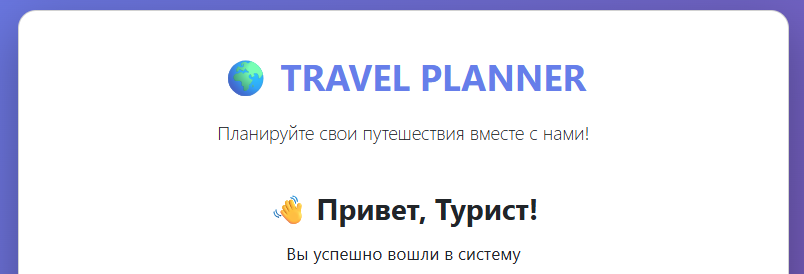 TRAVEL PLANNER
Планируйте свои путешествия вместе с нами!
Привет, Турист!
Вы успешно вошли в систему